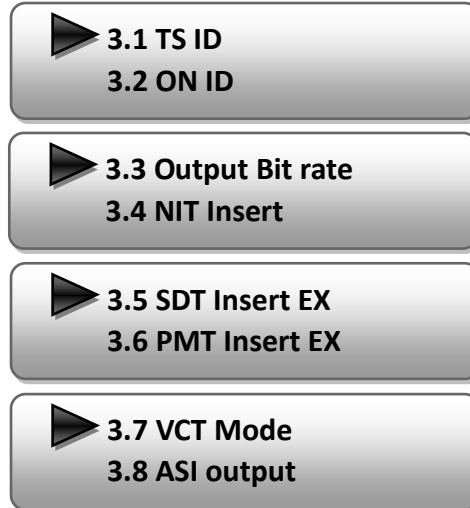 3.1 TS ID
3.2 ON ID
3.3 Output Bit rate
3.4 NIT Insert
3.5 SDT Insert EX
3.6 PMT Insert EX
3.7 VCT Mode
3.8 ASI output